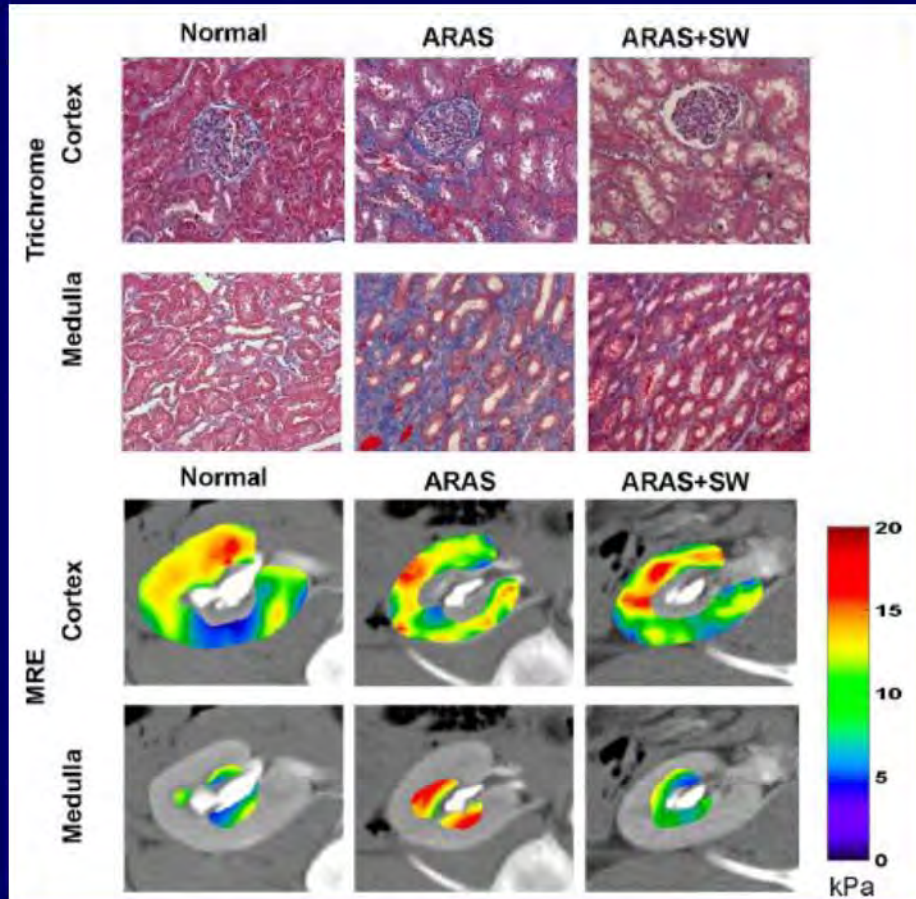 Normal ARAS ARAS+SW
Trichrome
Cortex
Medulla
Normal ARAS ARAS+SW
MRE
Cortex
Medulla
20
15
10
5
0
kPa